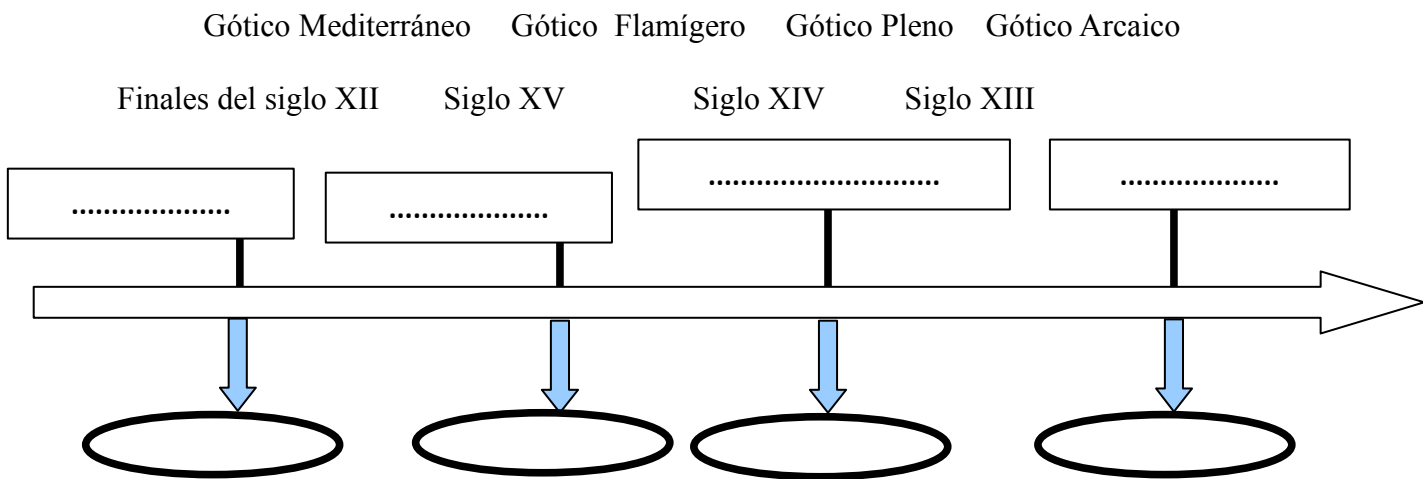 Gótico Mediterráneo Gótico Flamígero Gótico Pleno Gótico Arcaico
Finales del siglo XII Siglo XV Siglo XIV Siglo XIII
.................... .................... ............................. ....................